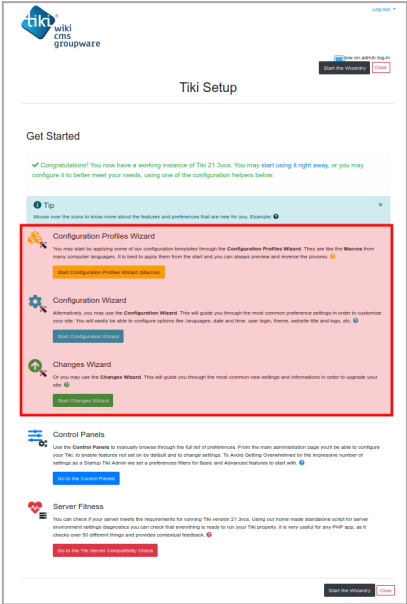 Log out
tiki
wiki
cms
groupware
Show on admin log-in
Start the Wizantry Close
Tiki Setup
Get Started
Congratulations! You now have a working instance of Tiki 21.3vcs. You may start using it right away, or you may
configure it to better meet your needs, using one of the configuration helpers below.
Tip ×
Mouse over the icons to know more about the features and preferences that are new for you. Example:
Configuration Profiles Wizard
You may start by applying some of our configuration templates through the Configuration Profiles Wizard. They are like the Macros from
many computer languages. It is best to apply them from the start and you can always preview and reverse the process.
Start Configuration Profiles Wizard (Macros)
Configuration Wizard
Alternatively, you may use the Configuration Wizard. This will guide you through the most common preference settings in order to customize
your site. You will easily be able to configure options like: languages, date and time, user login, theme, website title and logo, etc.
Start Configuration Wizard
Changes Wizard
Or you may use the Changes Wizard. This will guide you through the most common new settings and informations in order to upgrade your
site.
Start Changes Wizard
Control Panels
Use the Control Panels to manually browse through the full list of preferences. From the main administration page you'll be able to configure
your Tiki, to enable features not set on by default and to change settings. To Avoid Getting Overwhelmed by the impressive number of
settings as a Startup Tiki Admin we set a preferences filters for Basic and Advanced features to start with.
Go to the Control Panels
Server Fitness
You can check if your server meets the requirements for running Tiki version 21.3vcs. Using our home made standalone script for server
environment settings diagnostics you can check that everything is ready to run your Tiki properly. It is very useful for any PHP app, as it
checks over 50 different things and provides contextual feedback.
Go to the Tiki Server Compatibility Check
Start the Wizantry Close